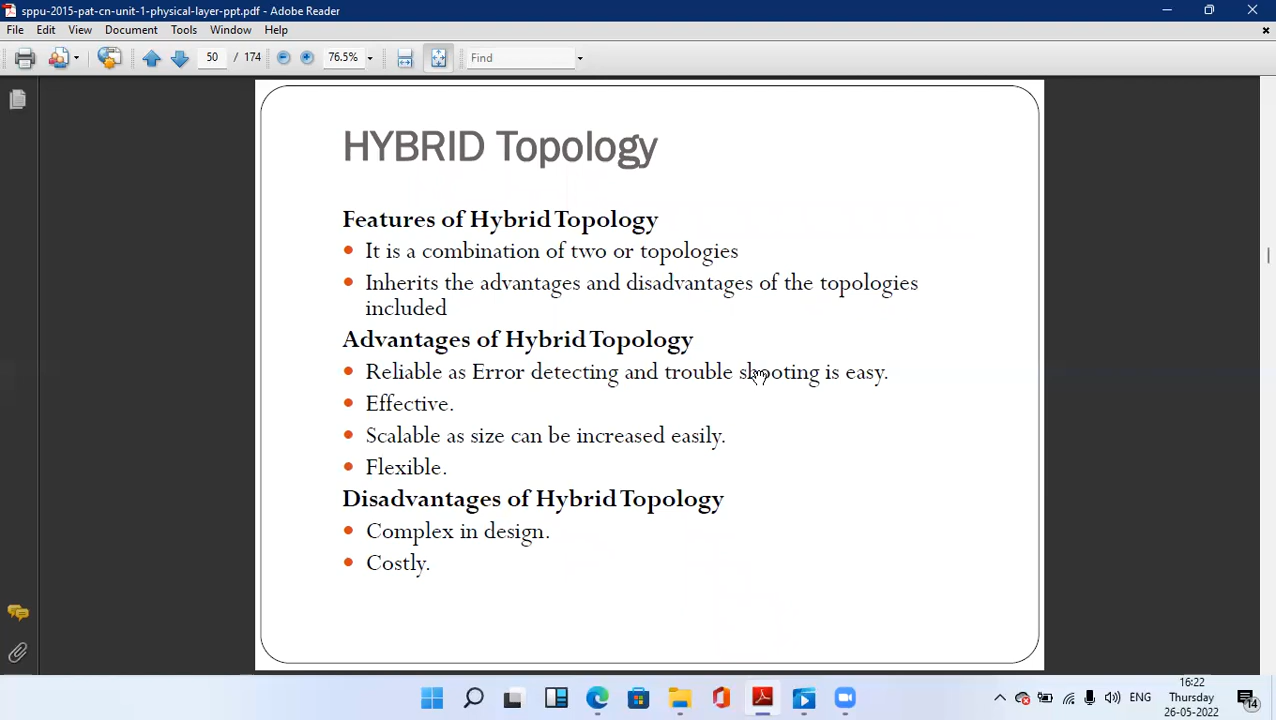 sppu-2015-pat-cn-unit-1-physical-layer-ppt.pdf - Adobe Reader
File Edit View Document Tools Window Help
50 / 174 76.5% Find
HYBRID Topology
Features of Hybrid Topology
It is a combination of two or topologies
Inherits the advantages and disadvantages of the topologies
included
Advantages of Hybrid Topology
Reliable as Error detecting and trouble shooting is easy.
Effective.
Scalable as size can be increased easily.
Flexible.
Disadvantages of Hybrid Topology
Complex in design.
Costly.
16:22
ENG Thursday
26-05-2022
14